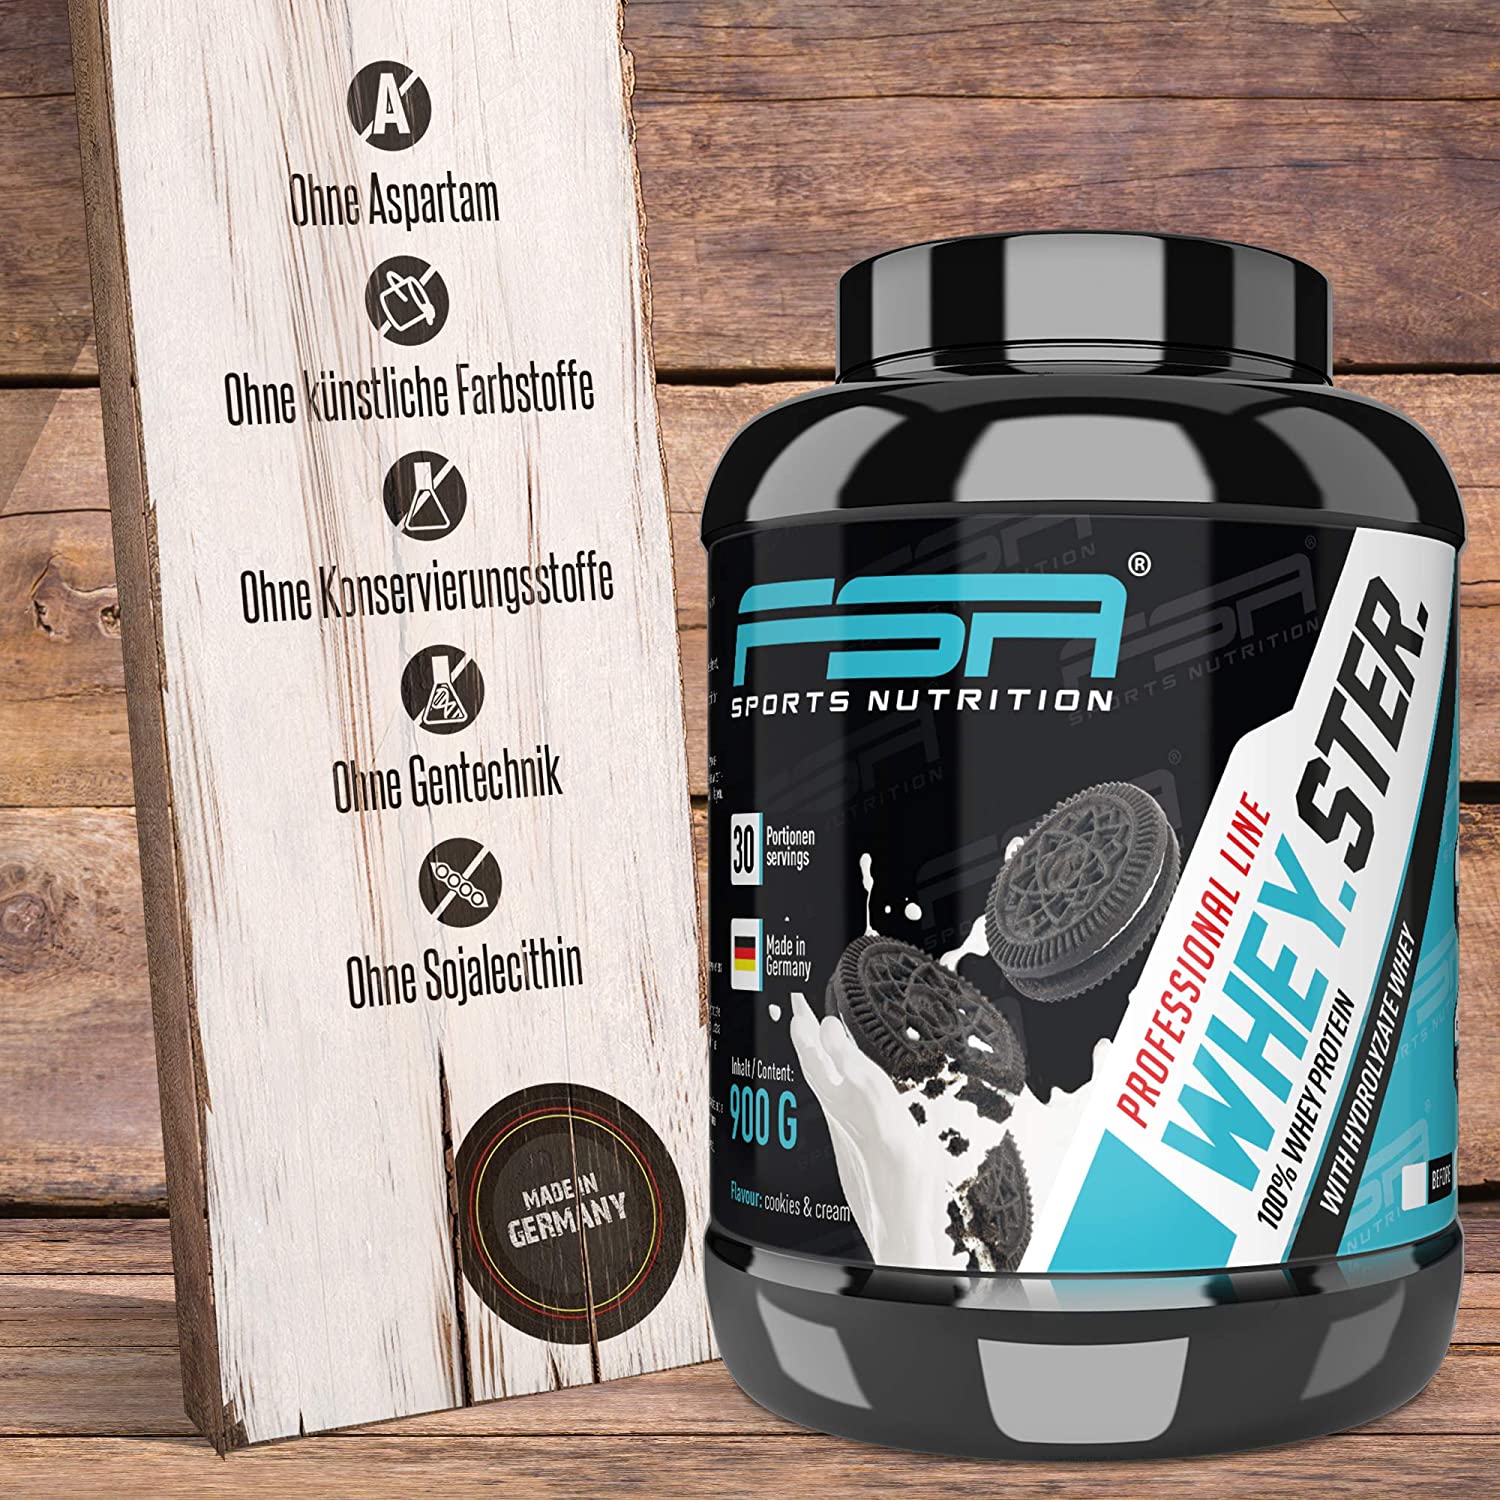 A
Ohne Aspartam
Ohne künstliche Farbstoffe
Ohne Konservierungsstoffe
Ohne Gentechnik
Ohne Sojalecithin
MADE IN
GERMANY
FSA®
SPORTS NUTRITION
30
Portionen
servings
Made in
Germany
Inhalt / Content:
900 G
Flavour: cookies & cream
PROFESSIONAL LINE
WHEY.STER.
100% WHEY PROTEIN
WITH HYDROLYZATE WHEY
BEFORE